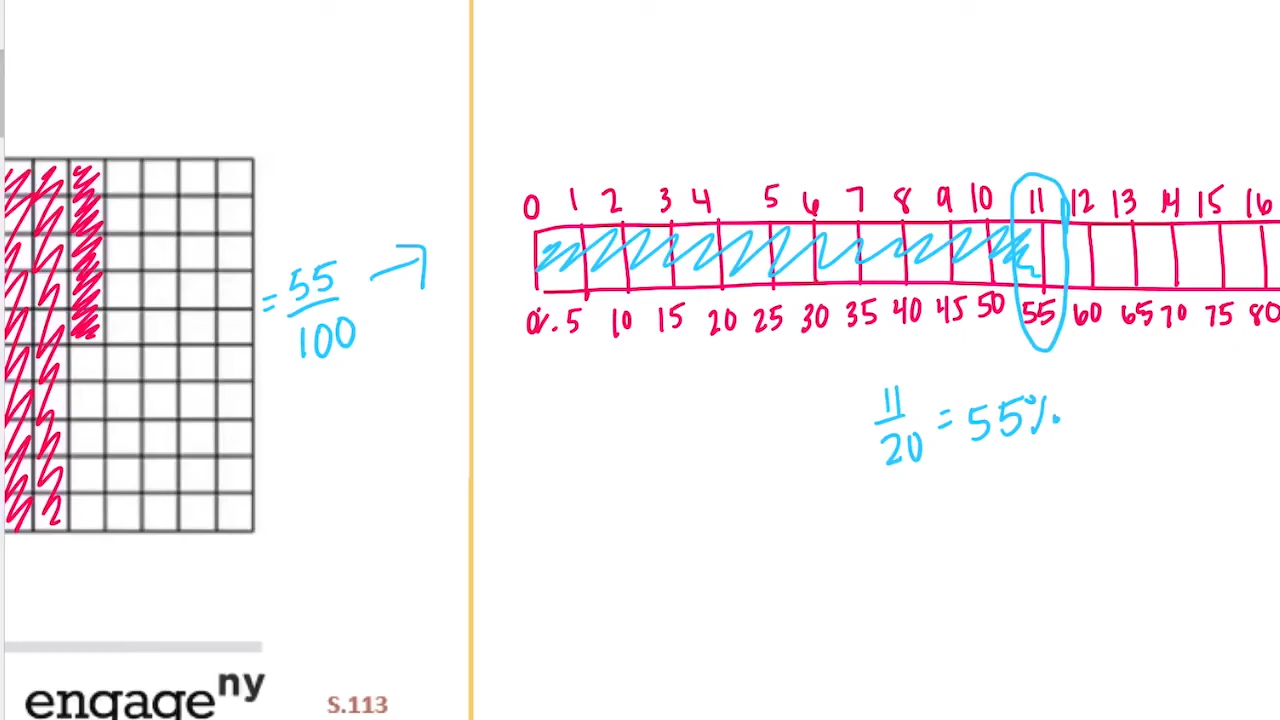 = 55/100
0 1 2 3 4 5 6 7 8 9 10 11 12 13 14 15 16
0% 5 10 15 20 25 30 35 40 45 50 55 60 65 70 75 80
11/20 = 55%
engage ny
S.113